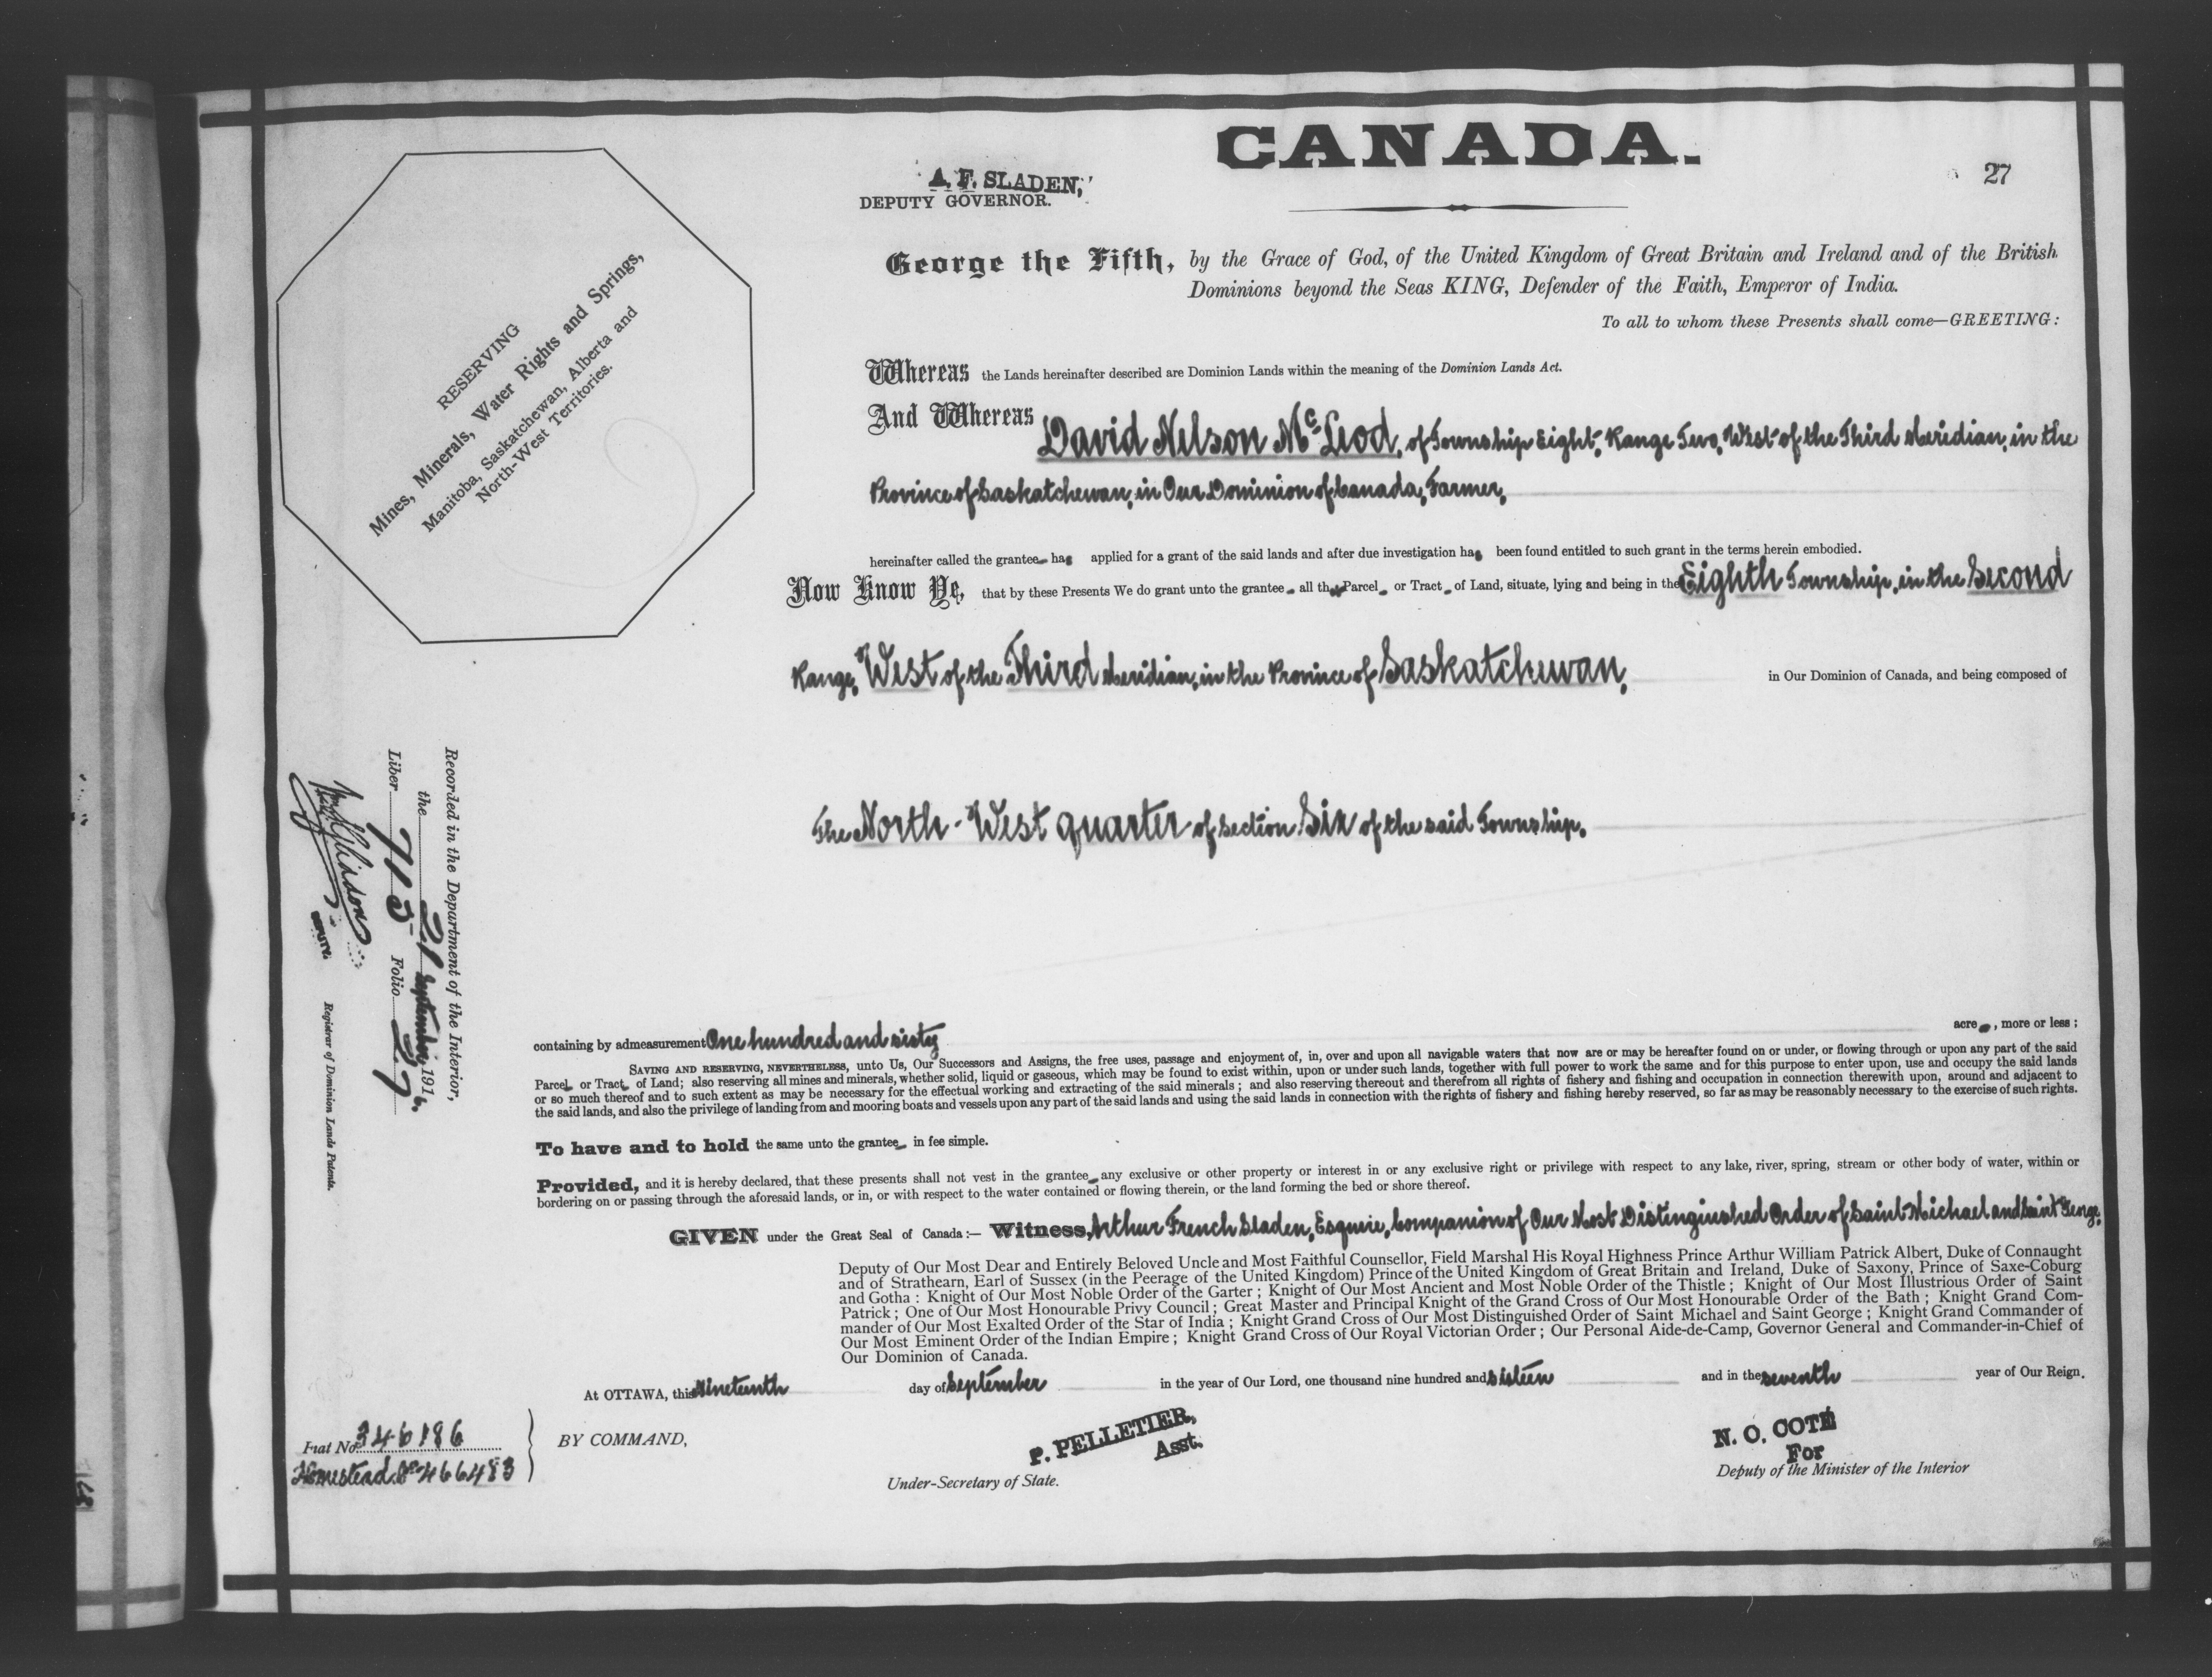 CANADA.
27
A. F. SLADEN,
DEPUTY GOVERNOR.
RESERVING
Mines, Minerals, Water Rights and Springs,
Manitoba, Saskatchewan, Alberta and
North-West Territories.
George the Fifth, by the Grace of God, of the United Kingdom of Great Britain and Ireland and of the British
Dominions beyond the Seas KING, Defender of the Faith, Emperor of India.
To all to whom these Presents shall come—GREETING:
Whereas the Lands hereinafter described are Dominion Lands within the meaning of the Dominion Lands Act.
And Whereas David Nelson McLeod, of Township Eight, Range Two, West of the Third Meridian, in the
Province of Saskatchewan, in Our Dominion of Canada, Farmer,
hereinafter called the grantee has applied for a grant of the said lands and after due investigation has been found entitled to such grant in the terms herein embodied.
Now Know Ye, that by these Presents We do grant unto the grantee all that Parcel or Tract of Land, situate, lying and being in the Eighth Township, in the Second
Range, West of the Third Meridian, in the Province of Saskatchewan, in Our Dominion of Canada, and being composed of
The North-West quarter of Section Six of the said Township.
Recorded in the Department of the Interior,
the 21 September 1916.
Liber 715 Folio 27
DEPUTY
Registrar of Dominion Lands Patents.
containing by admeasurement One hundred and sixty acres, more or less;
SAVING AND RESERVING, NEVERTHELESS, unto Us, Our Successors and Assigns, the free uses, passage and enjoyment of, in, over and upon all navigable waters that now are or may be hereafter found on or under, or flowing through or upon any part of the said
Parcel or Tract of Land; also reserving all mines and minerals, whether solid, liquid or gaseous, which may be found to exist within, upon or under such lands, together with full power to work the same and for this purpose to enter upon, use and occupy the said lands
or so much thereof and to such extent as may be necessary for the effectual working and extracting of the said minerals; and also reserving thereout and therefrom all rights of fishery and fishing and occupation in connection therewith upon, around and adjacent to
the said lands, and also the privilege of landing from and mooring boats and vessels upon any part of the said lands and using the said lands in connection with the rights of fishery and fishing hereby reserved, so far as may be reasonably necessary to the exercise of such rights.
To have and to hold the same unto the grantee in fee simple.
Provided, and it is hereby declared, that these presents shall not vest in the grantee any exclusive or other property or interest in or any exclusive right or privilege with respect to any lake, river, spring, stream or other body of water, within or
bordering on or passing through the aforesaid lands, or in, or with respect to the water contained or flowing therein, or the land forming the bed or shore thereof.
GIVEN under the Great Seal of Canada:— Witness, Arthur French Sladen, Esquire, Companion of Our Most Distinguished Order of Saint Michael and Saint George,
Deputy of Our Most Dear and Entirely Beloved Uncle and Most Faithful Counsellor, Field Marshal His Royal Highness Prince Arthur William Patrick Albert, Duke of Connaught
and of Strathearn, Earl of Sussex (in the Peerage of the United Kingdom) Prince of the United Kingdom of Great Britain and Ireland, Duke of Saxony, Prince of Saxe-Coburg
and Gotha: Knight of Our Most Noble Order of the Garter; Knight of Our Most Ancient and Most Noble Order of the Thistle; Knight of Our Most Illustrious Order of Saint
Patrick; One of Our Most Honourable Privy Council; Great Master and Principal Knight of the Grand Cross of Our Most Honourable Order of the Bath; Knight Grand Com-
mander of Our Most Exalted Order of the Star of India; Knight Grand Cross of Our Most Distinguished Order of Saint Michael and Saint George; Knight Grand Commander of
Our Most Eminent Order of the Indian Empire; Knight Grand Cross of Our Royal Victorian Order; Our Personal Aide-de-Camp, Governor General and Commander-in-Chief of
Our Dominion of Canada.
At OTTAWA, this Nineteenth day of September in the year of Our Lord, one thousand nine hundred and sixteen and in the seventh year of Our Reign.
Fiat No. 346186
Homestead 466483
BY COMMAND,
P. PELLETIER,
Asst.
Under-Secretary of State.
N. O. COTÉ
For
Deputy of the Minister of the Interior